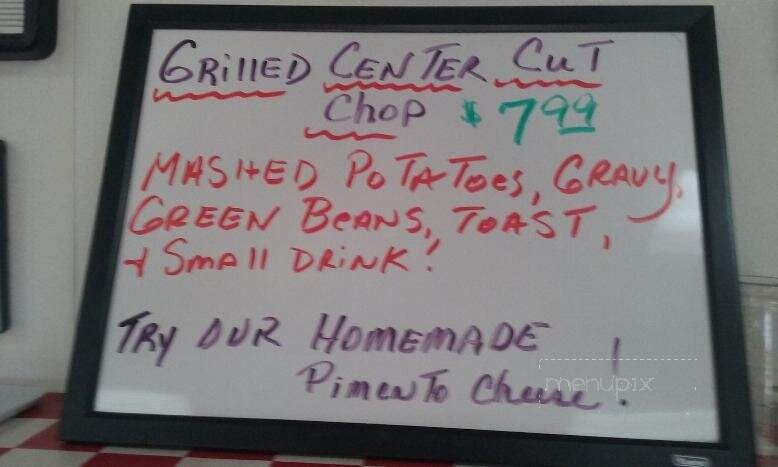 GRillED CENTER CuT
Chop $7.99
MASHED PoTAToes, GRAVY,
GREEN BeANS, TOAST,
+ SMAll DRiNK!
TRY OUR HOMEMADE
PimenTo Cheese!
menupix